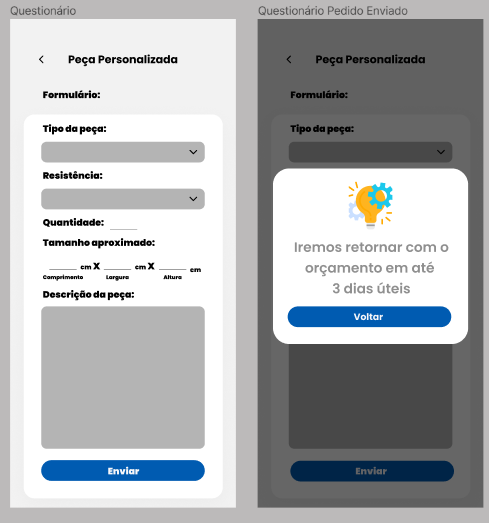 Questionário
Peça Personalizada
Formulário:
Tipo da peça:
Resistência:
Quantidade:
Tamanho aproximado:
cm X cm X cm
Comprimento Largura Altura
Descrição da peça:
Enviar
Questionário Pedido Enviado
Peça Personalizada
Formulário:
Tipo da peça:
Iremos retornar com o
orçamento em até
3 dias úteis
Voltar
Enviar